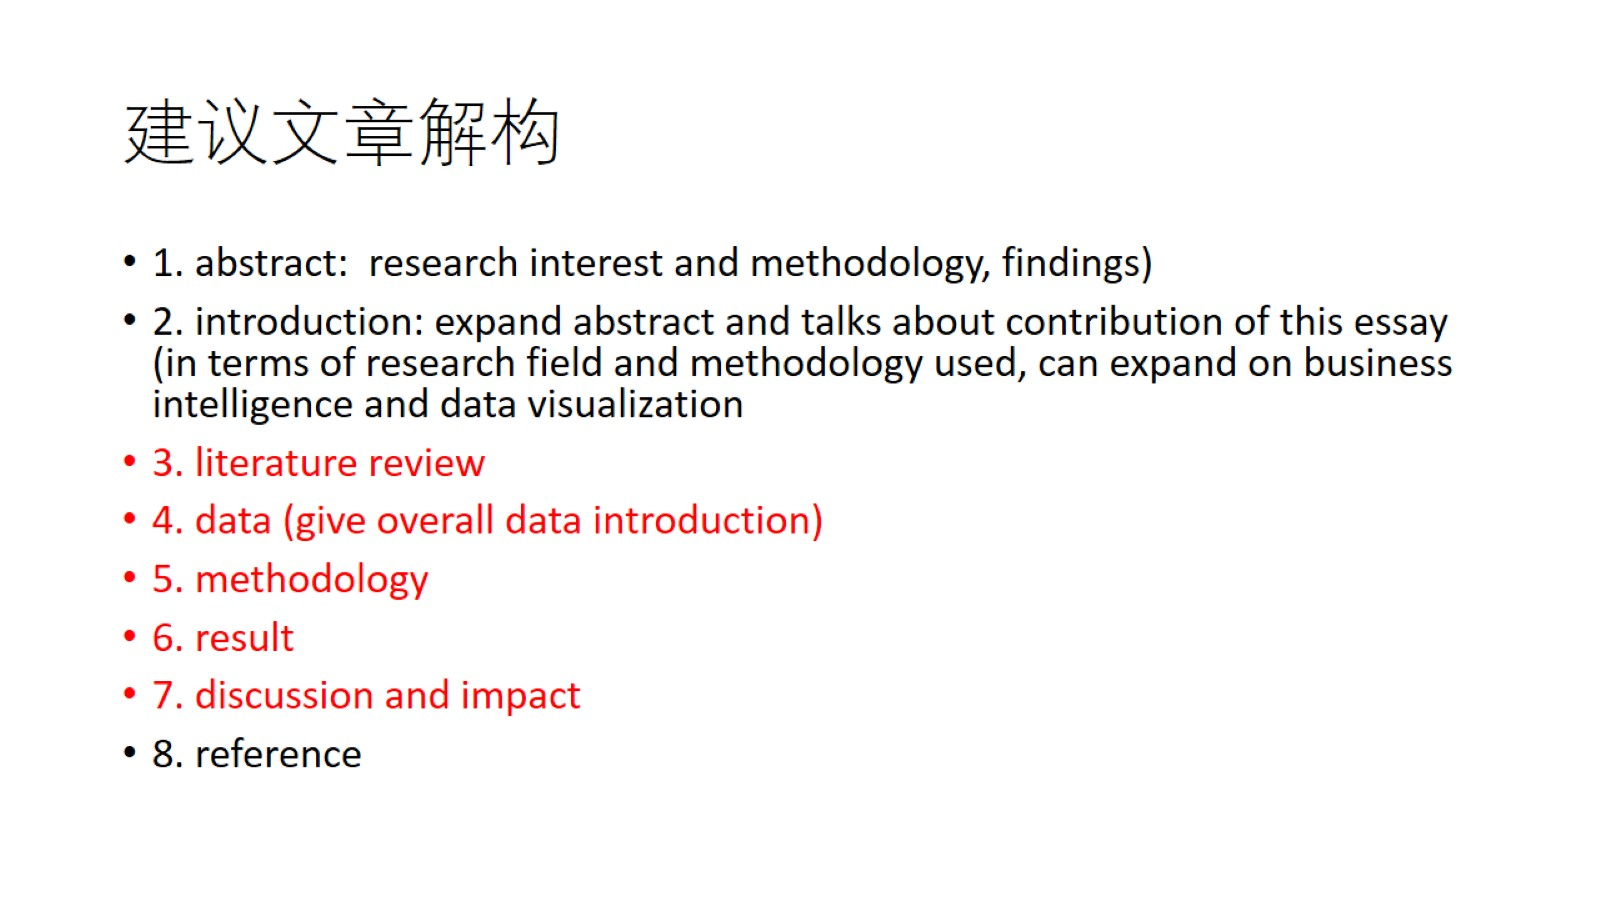 建议文章解构
• 1. abstract:  research interest and methodology, findings)
• 2. introduction: expand abstract and talks about contribution of this essay
(in terms of research field and methodology used, can expand on business
intelligence and data visualization
• 3. literature review
• 4. data (give overall data introduction)
• 5. methodology
• 6. result
• 7. discussion and impact
• 8. reference